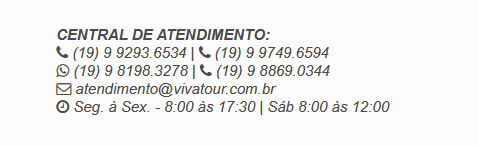 CENTRAL DE ATENDIMENTO:
(19) 9 9293.6534 | (19) 9 9749.6594
(19) 9 8198.3278 | (19) 9 8869.0344
atendimento@vivatour.com.br
Seg. à Sex. - 8:00 às 17:30 | Sáb 8:00 às 12:00